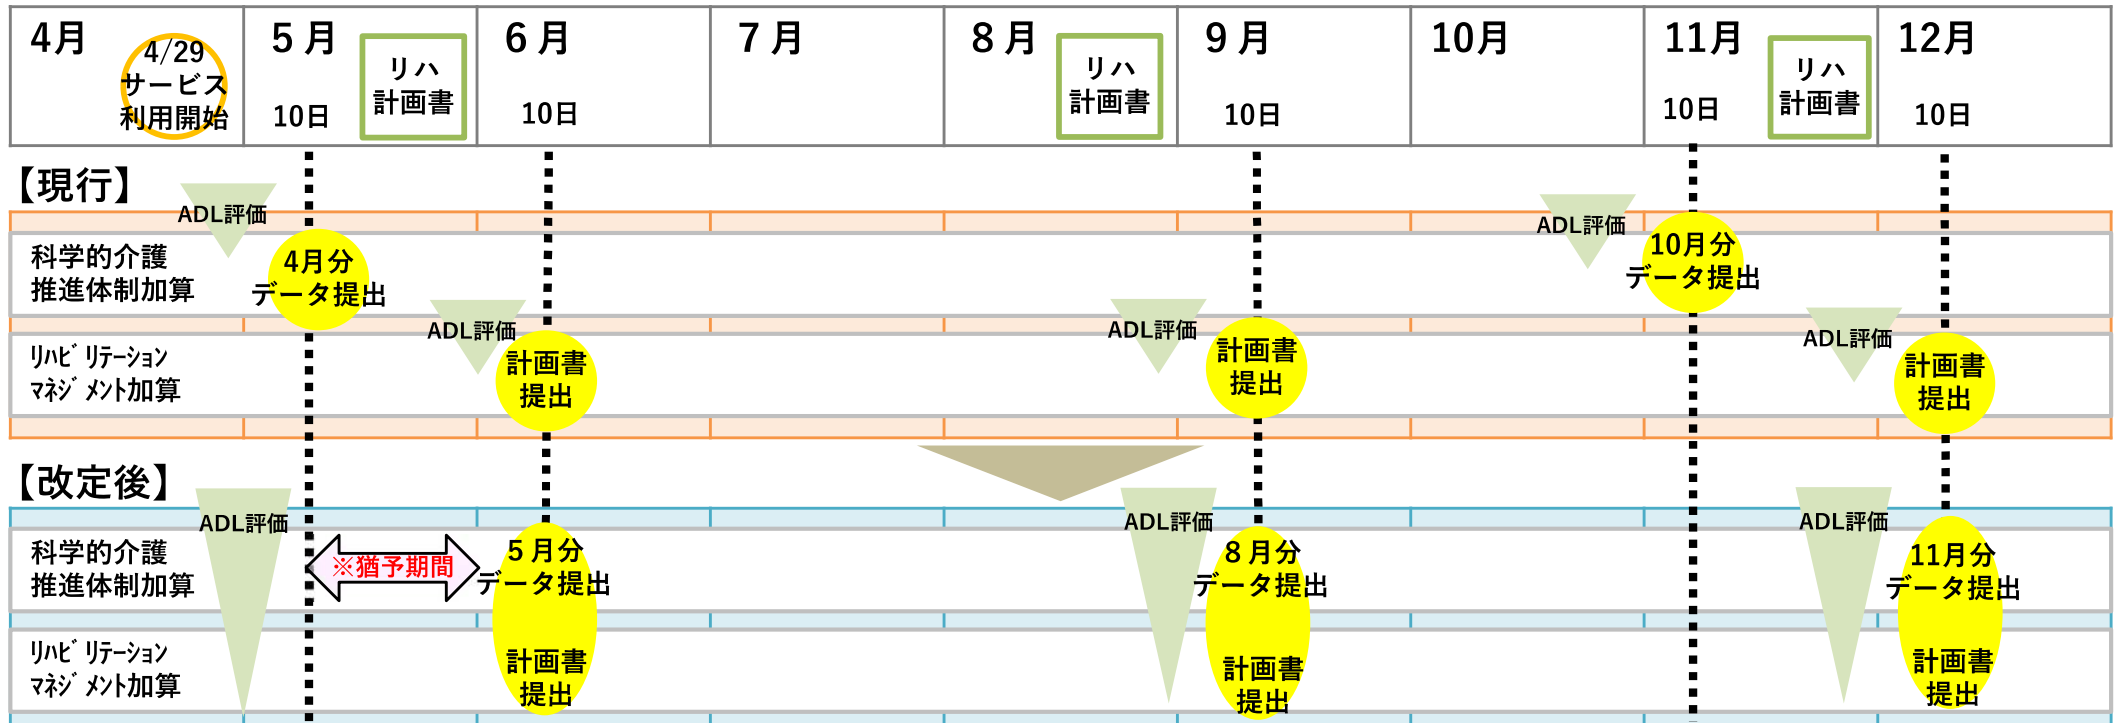 4月
4/29
サービス
利用開始
5月
10日
リハ
計画書
6月
10日
7月
8月
リハ
計画書
9月
10日
10月
11月
10日
リハ
計画書
12月
10日
【現行】
ADL評価
ADL評価
科学的介護
推進体制加算
4月分
データ提出
10月分
データ提出
ADL評価
ADL評価
ADL評価
リハビリテーション
マネジメント加算
計画書
提出
計画書
提出
計画書
提出
【改定後】
ADL評価
ADL評価
ADL評価
科学的介護
推進体制加算
※猶予期間
5月分
データ提出
8月分
データ提出
11月分
データ提出
リハビリテーション
マネジメント加算
計画書
提出
計画書
提出
計画書
提出